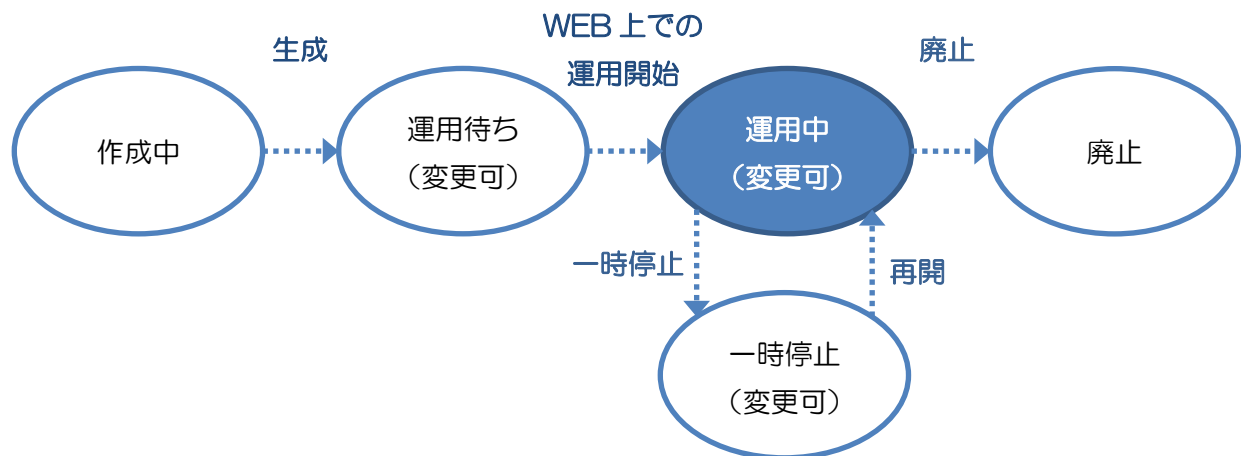 WEB 上での
生成
運用開始
廃止
作成中
運用待ち
（変更可）
運用中
（変更可）
廃止
一時停止
再開
一時停止
（変更可）